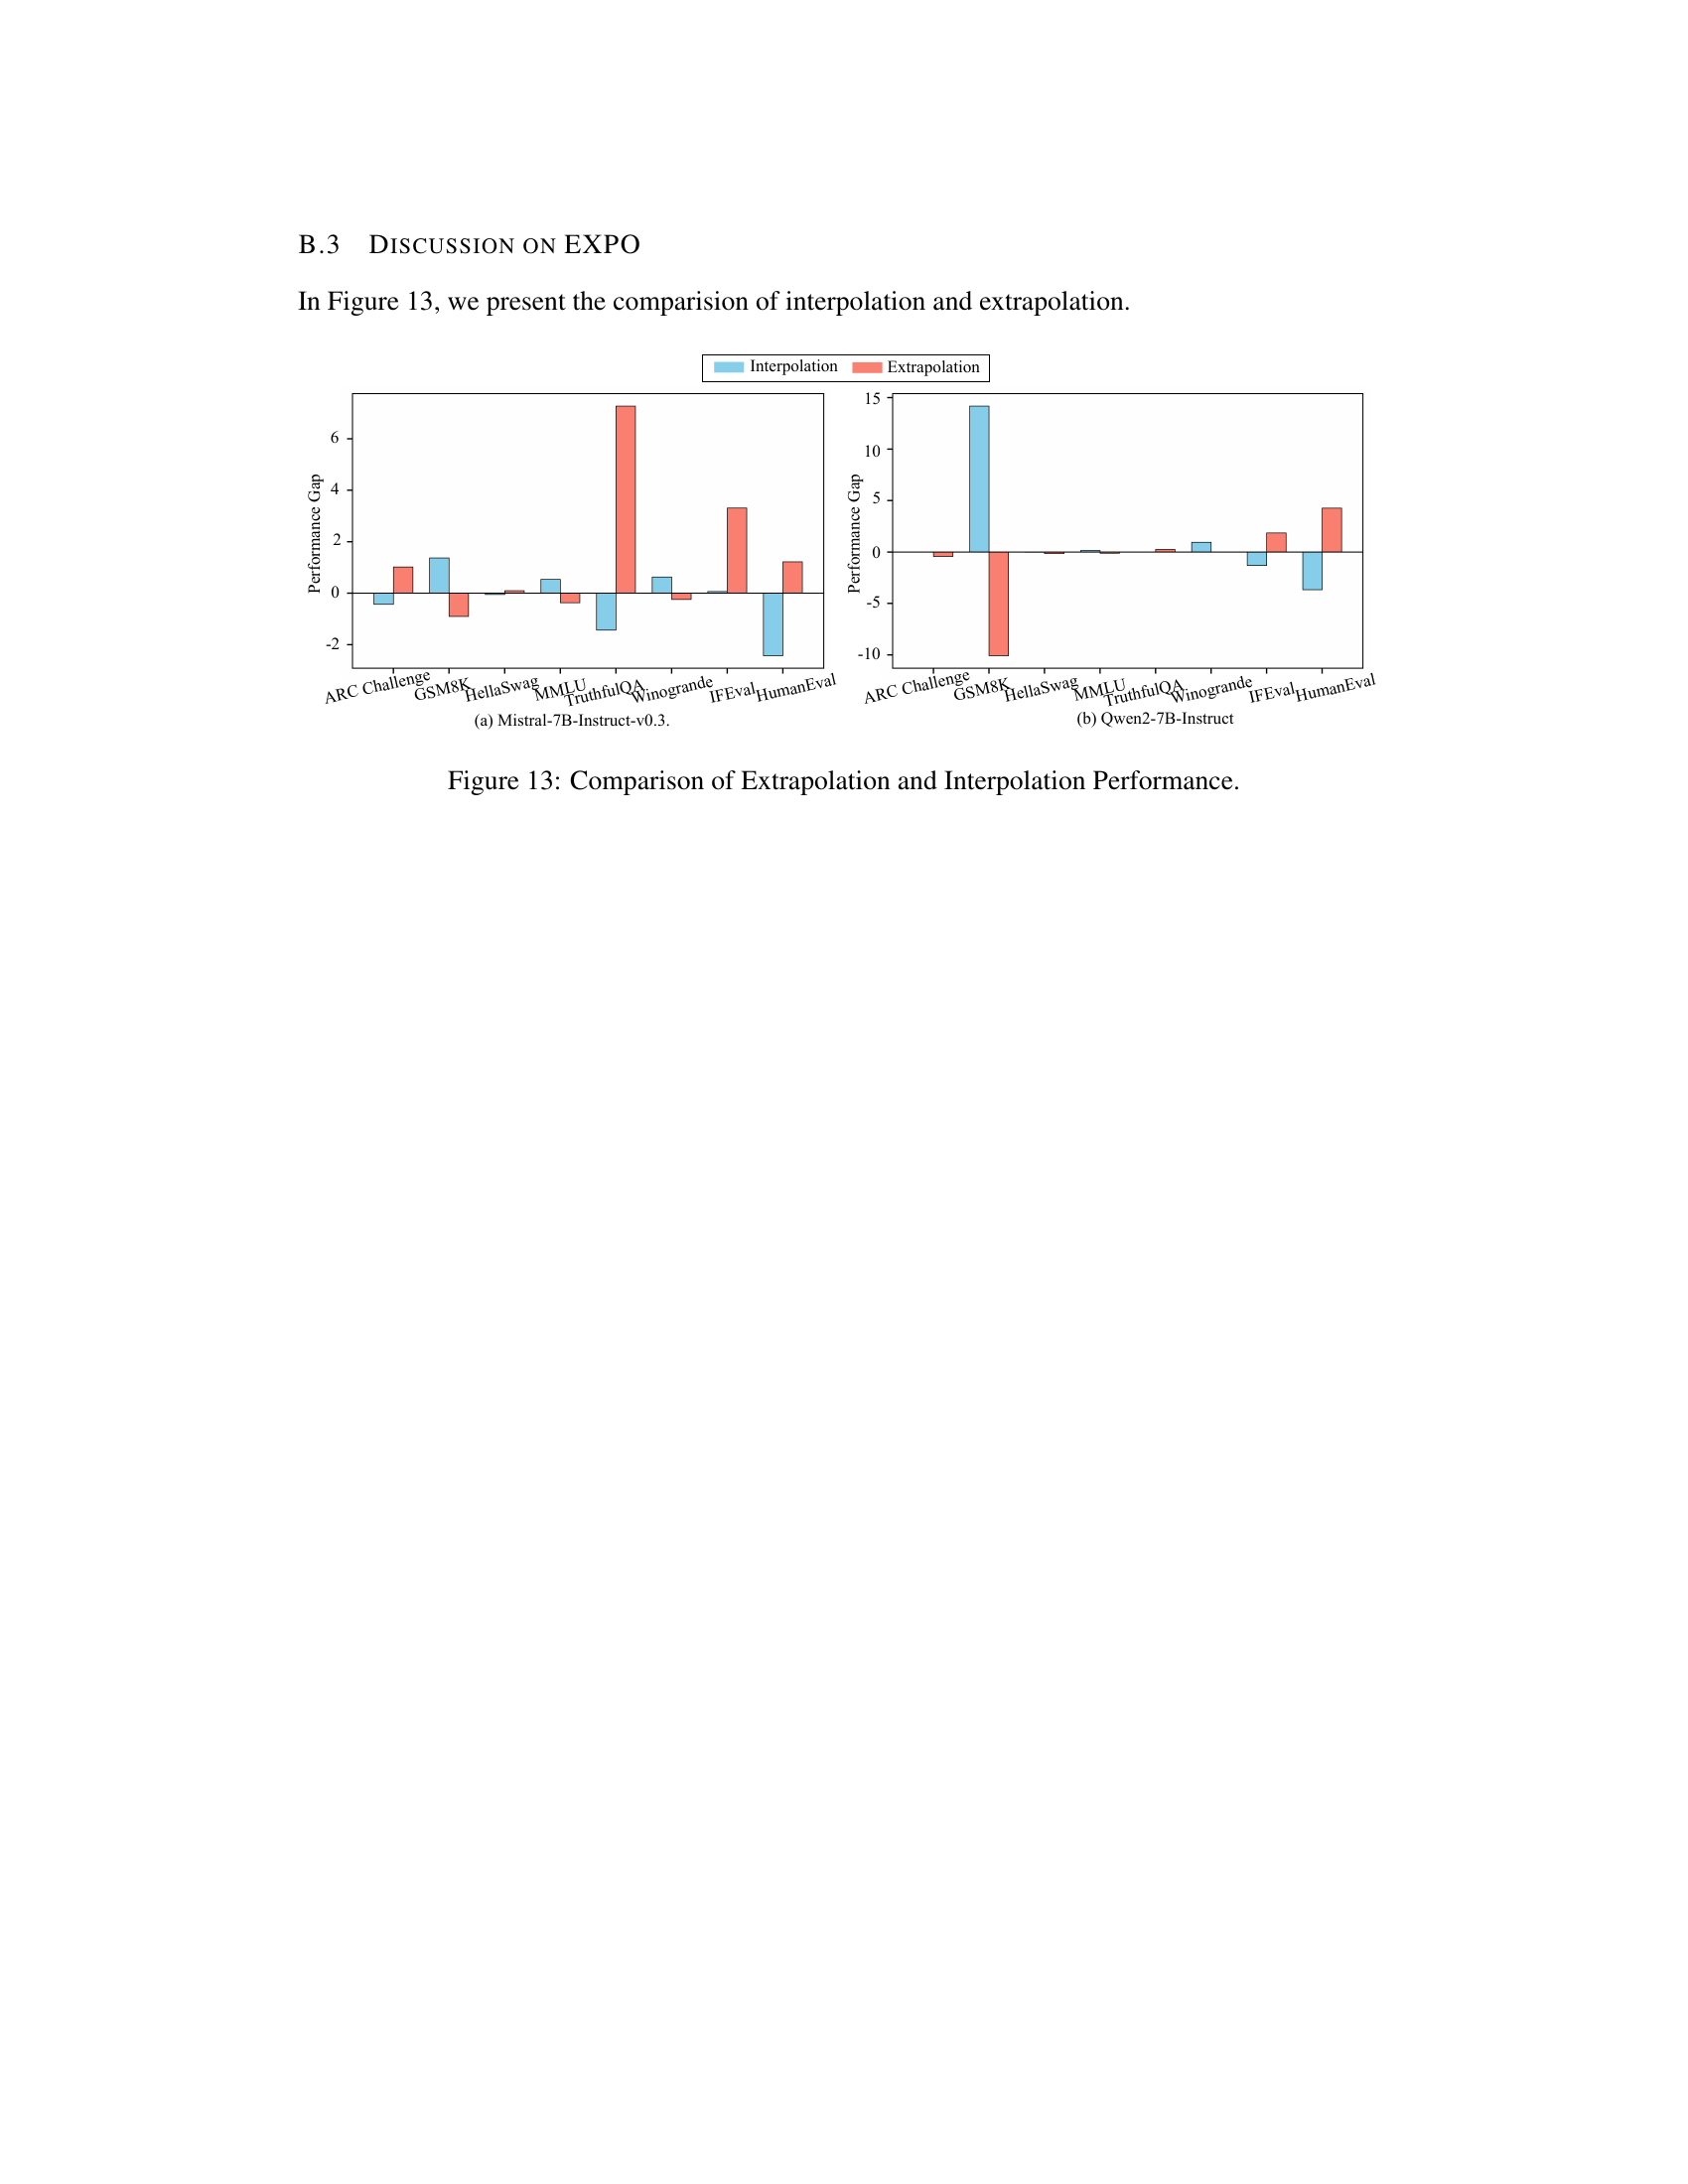 B.3 DISCUSSION ON EXPO
In Figure 13, we present the comparision of interpolation and extrapolation.
Interpolation Extrapolation
Performance Gap
6
4
2
0
-2
ARC Challenge GSM8K HellaSwag MMLU TruthfulQA Winogrande IFEval HumanEval
(a) Mistral-7B-Instruct-v0.3.
Performance Gap
15
10
5
0
-5
-10
ARC Challenge GSM8K HellaSwag MMLU TruthfulQA Winogrande IFEval HumanEval
(b) Qwen2-7B-Instruct
Figure 13: Comparison of Extrapolation and Interpolation Performance.